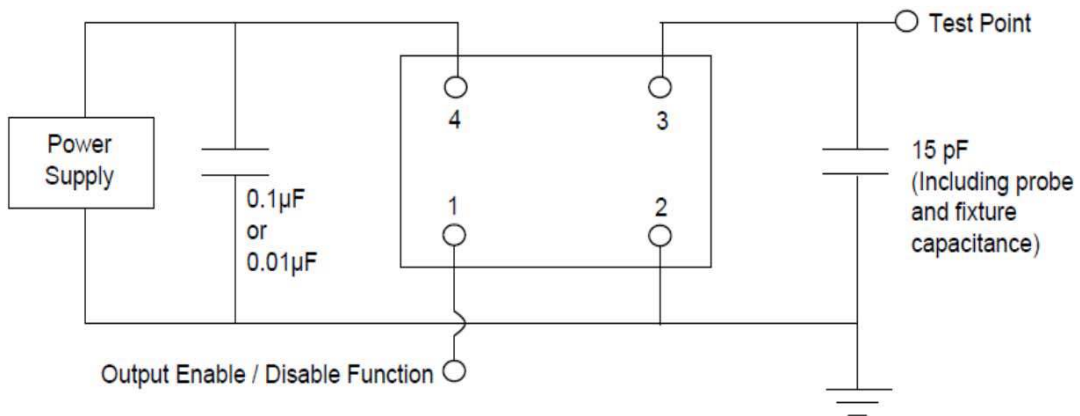 Test Point
4
3
Power
Supply
15 pF
(Including probe
and fixture
capacitance)
0.1µF
or
0.01µF
1
2
Output Enable / Disable Function